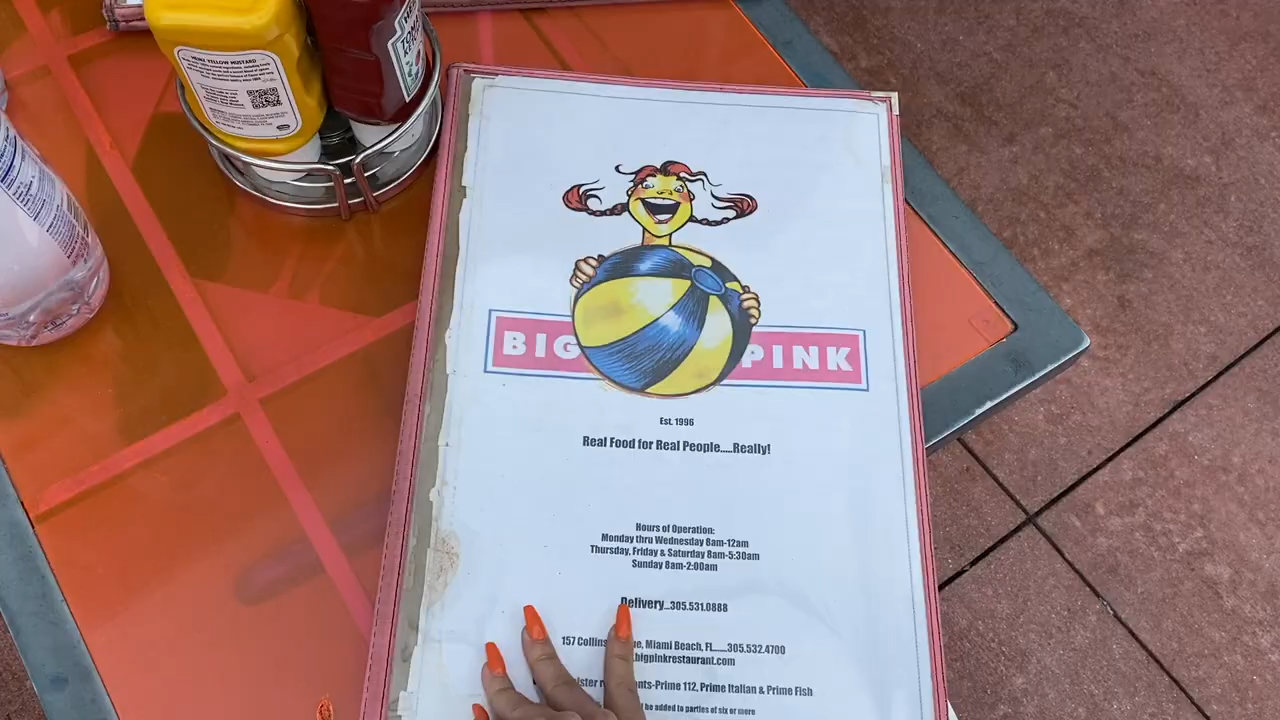 HEINZ YELLOW MUSTARD
BIG PINK
Est. 1996
Real Food for Real People.....Really!
Hours of Operation:
Monday thru Wednesday 8am-12am
Thursday, Friday & Saturday 8am-5:30am
Sunday 8am-2:00am
Delivery...305.531.0888
157 Collins Miami Beach, FL.......305.532.4700
bigpinkrestaurant.com
Prime 112, Prime Italian & Prime Fish
be added to parties of six or more